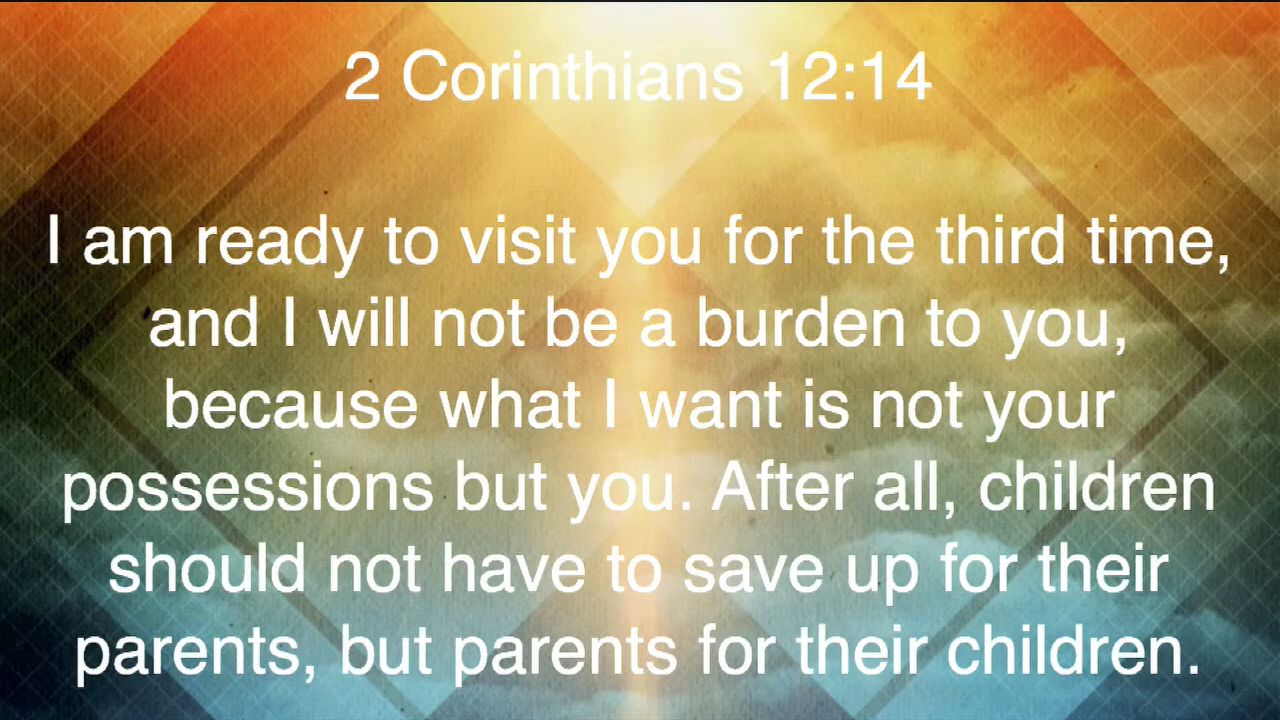 2 Corinthians 12:14
I am ready to visit you for the third time,
and I will not be a burden to you,
because what I want is not your
possessions but you. After all, children
should not have to save up for their
parents, but parents for their children.